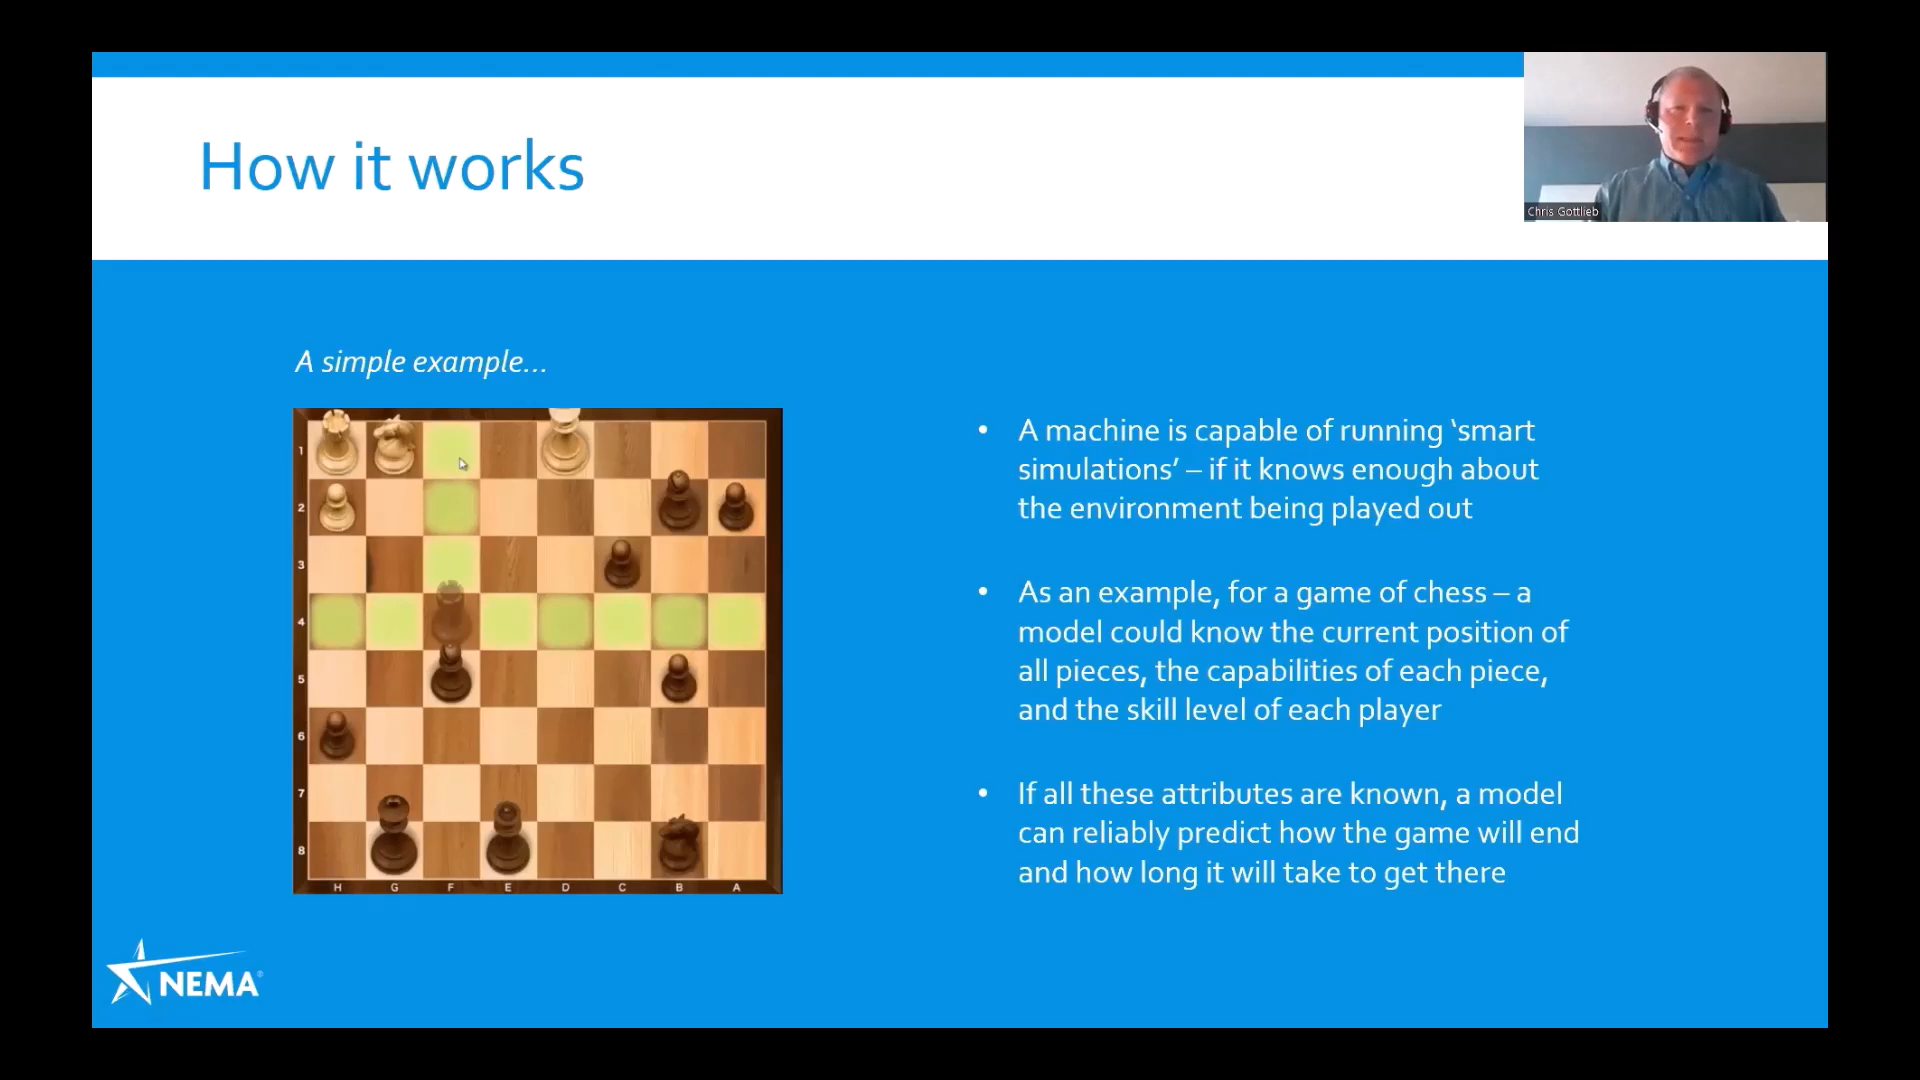 How it works
Chris Gottlieb
A simple example...
1
2
3
4
5
6
7
8
H G F E D C B A
• A machine is capable of running ‘smart
simulations’ – if it knows enough about
the environment being played out
• As an example, for a game of chess – a
model could know the current position of
all pieces, the capabilities of each piece,
and the skill level of each player
• If all these attributes are known, a model
can reliably predict how the game will end
and how long it will take to get there
NEMA®